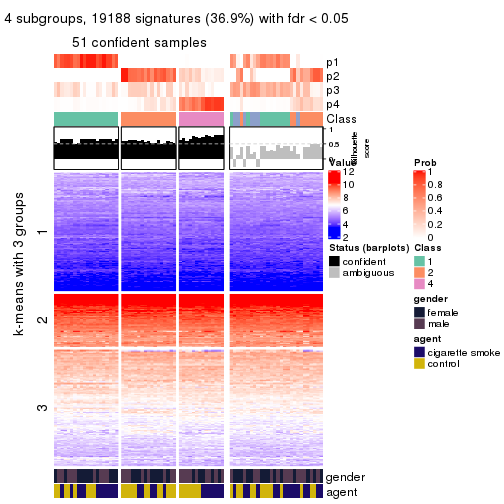 4 subgroups, 19188 signatures (36.9%) with fdr < 0.05
51 confident samples
p1
p2
p3
p4
Class
1
0.5
0
silhouette
score
k-means with 3 groups
1
2
3
gender
agent
Value
12
10
8
6
4
2
Status (barplots)
confident
ambiguous
Prob
1
0.8
0.6
0.4
0.2
0
Class
1
2
4
gender
female
male
agent
cigarette smoke
control